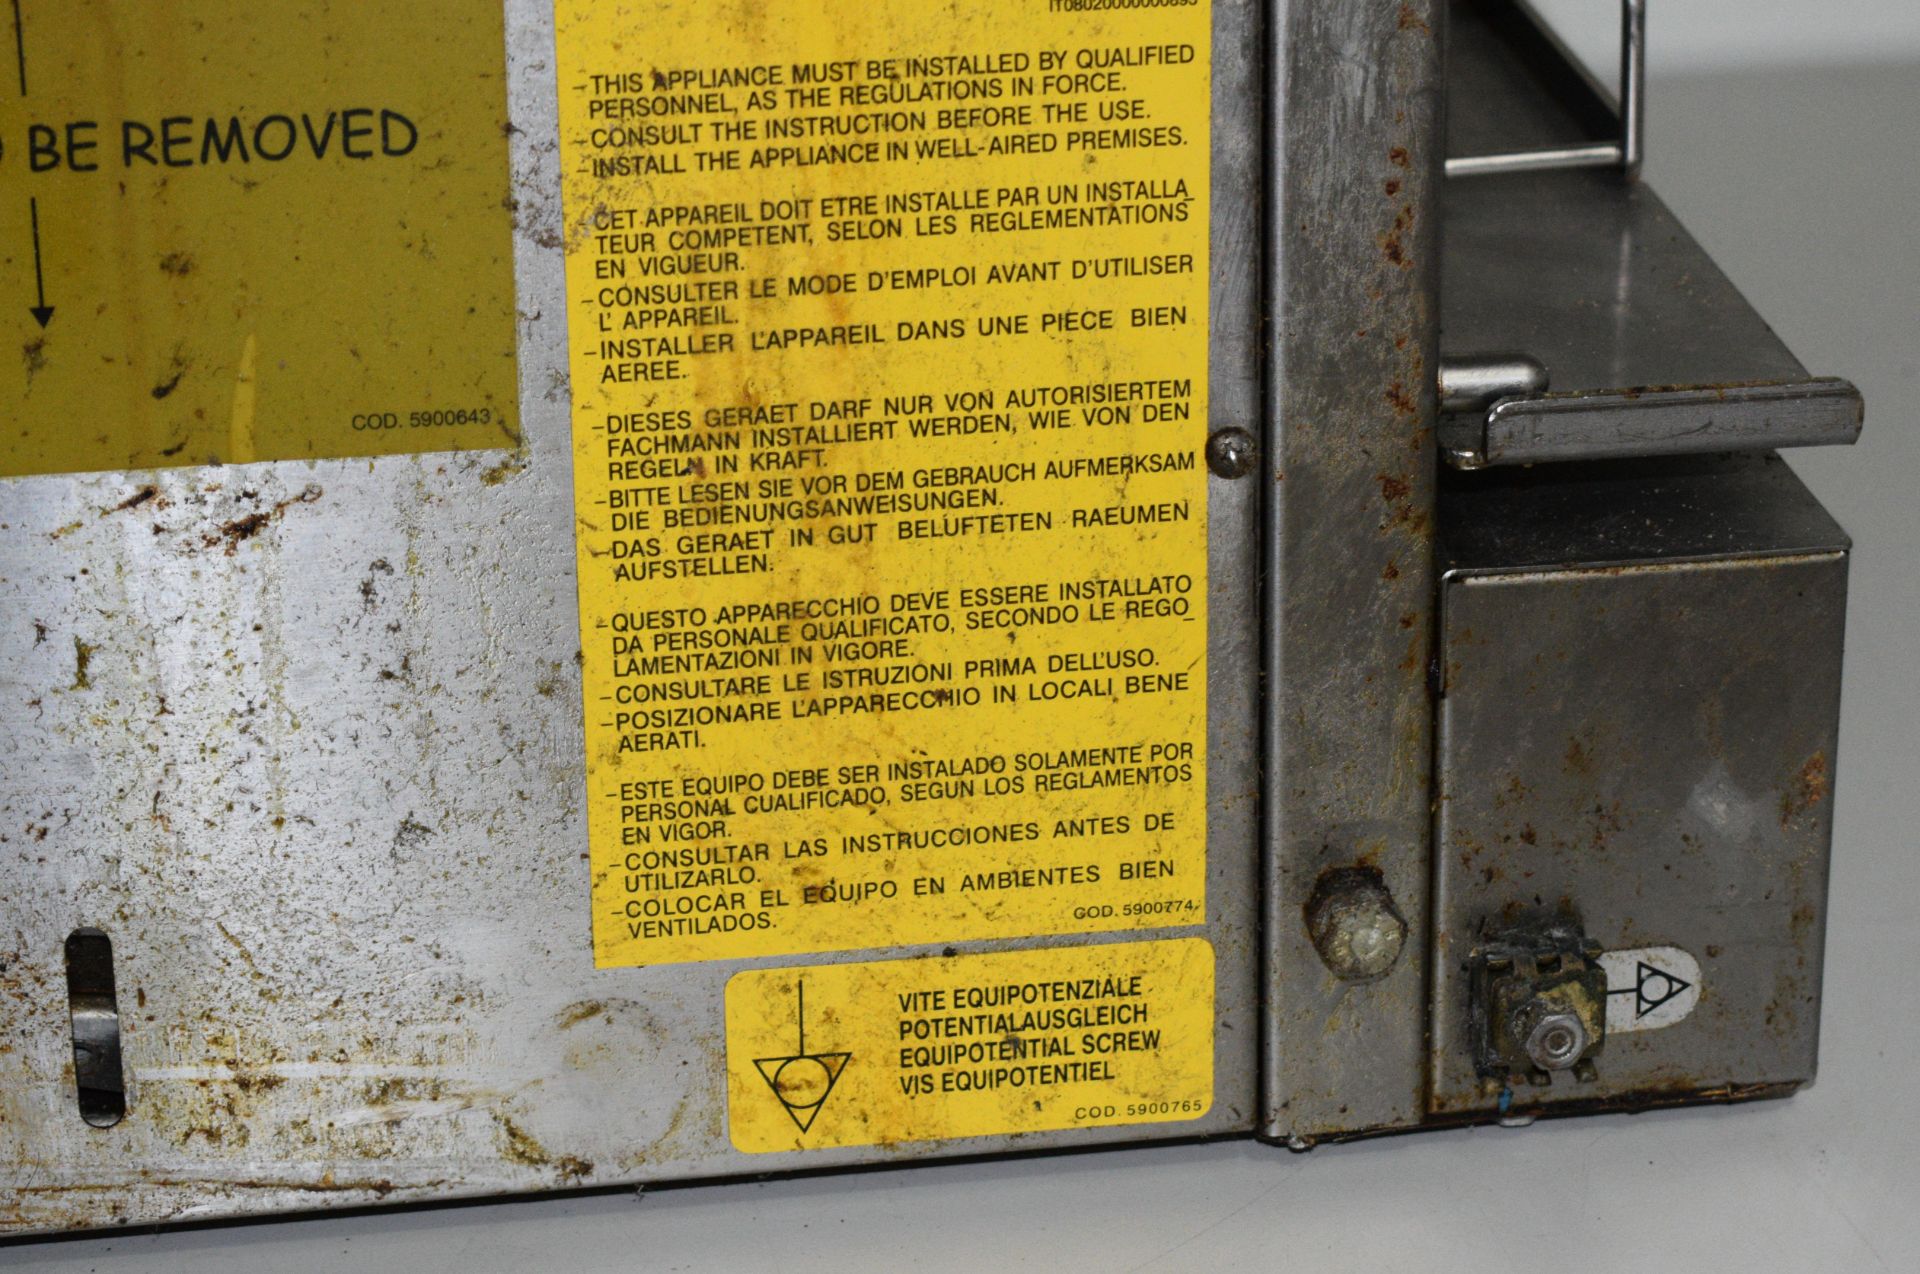 BE REMOVED
COD. 5900643
IT08020000000895
-THIS APPLIANCE MUST BE INSTALLED BY QUALIFIED
PERSONNEL, AS THE REGULATIONS IN FORCE.
-CONSULT THE INSTRUCTION BEFORE THE USE.
-INSTALL THE APPLIANCE IN WELL-AIRED PREMISES.
CET APPAREIL DOIT ETRE INSTALLE PAR UN INSTALLA_
TEUR COMPETENT, SELON LES REGLEMENTATIONS
EN VIGUEUR.
-CONSULTER LE MODE D'EMPLOI AVANT D'UTILISER
L' APPAREIL.
-INSTALLER L'APPAREIL DANS UNE PIECE BIEN
AEREE.
-DIESES GERAET DARF NUR VON AUTORISIERTEM
FACHMANN INSTALLIERT WERDEN, WIE VON DEN
REGELN IN KRAFT.
-BITTE LESEN SIE VOR DEM GEBRAUCH AUFMERKSAM
DIE BEDIENUNGSANWEISUNGEN.
-DAS GERAET IN GUT BELUFTETEN RAEUMEN
AUFSTELLEN.
-QUESTO APPARECCHIO DEVE ESSERE INSTALLATO
DA PERSONALE QUALIFICATO, SECONDO LE REGO_
LAMENTAZIONI IN VIGORE.
-CONSULTARE LE ISTRUZIONI PRIMA DELL'USO.
-POSIZIONARE L'APPARECCHIO IN LOCALI BENE
AERATI.
-ESTE EQUIPO DEBE SER INSTALADO SOLAMENTE POR
PERSONAL CUALIFICADO, SEGUN LOS REGLAMENTOS
EN VIGOR.
-CONSULTAR LAS INSTRUCCIONES ANTES DE
UTILIZARLO.
-COLOCAR EL EQUIPO EN AMBIENTES BIEN
VENTILADOS.
COD. 5900774
VITE EQUIPOTENZIALE
POTENTIALAUSGLEICH
EQUIPOTENTIAL SCREW
VIS EQUIPOTENTIEL
COD. 5900765